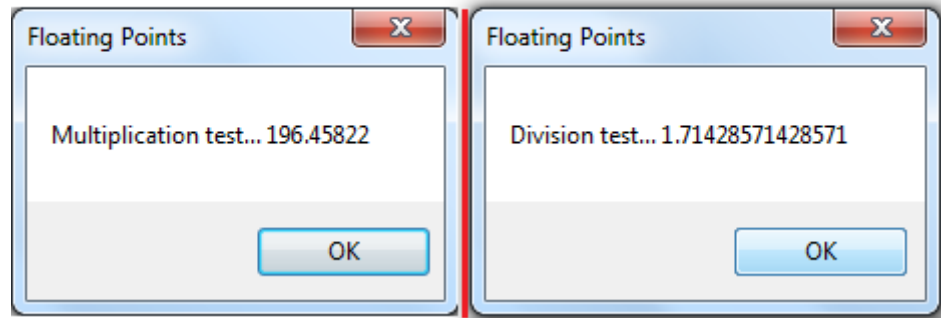 Floating Points
Multiplication test... 196.45822
OK
Floating Points
Division test... 1.71428571428571
OK